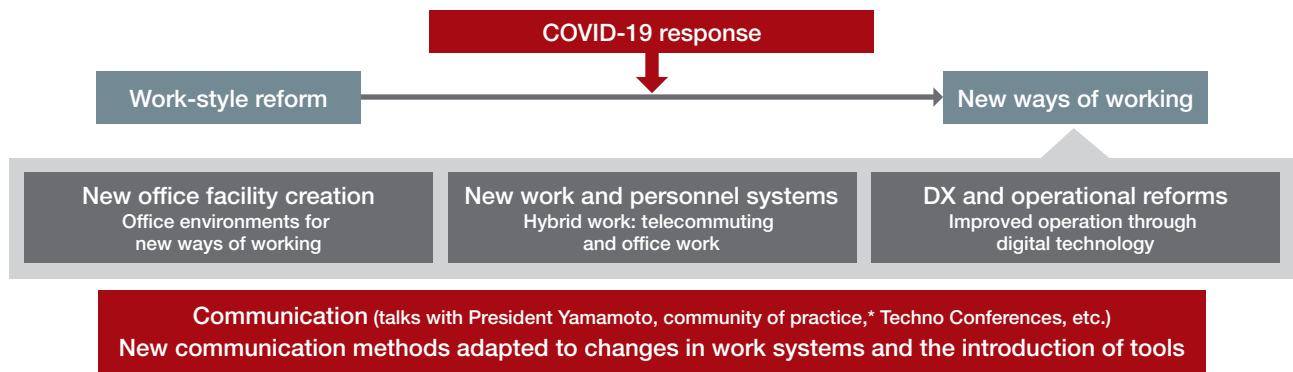 COVID-19 response
Work-style reform
New ways of working
New office facility creation
Office environments for
new ways of working
New work and personnel systems
Hybrid work: telecommuting
and office work
DX and operational reforms
Improved operation through
digital technology
Communication (talks with President Yamamoto, community of practice,* Techno Conferences, etc.)
New communication methods adapted to changes in work systems and the introduction of tools